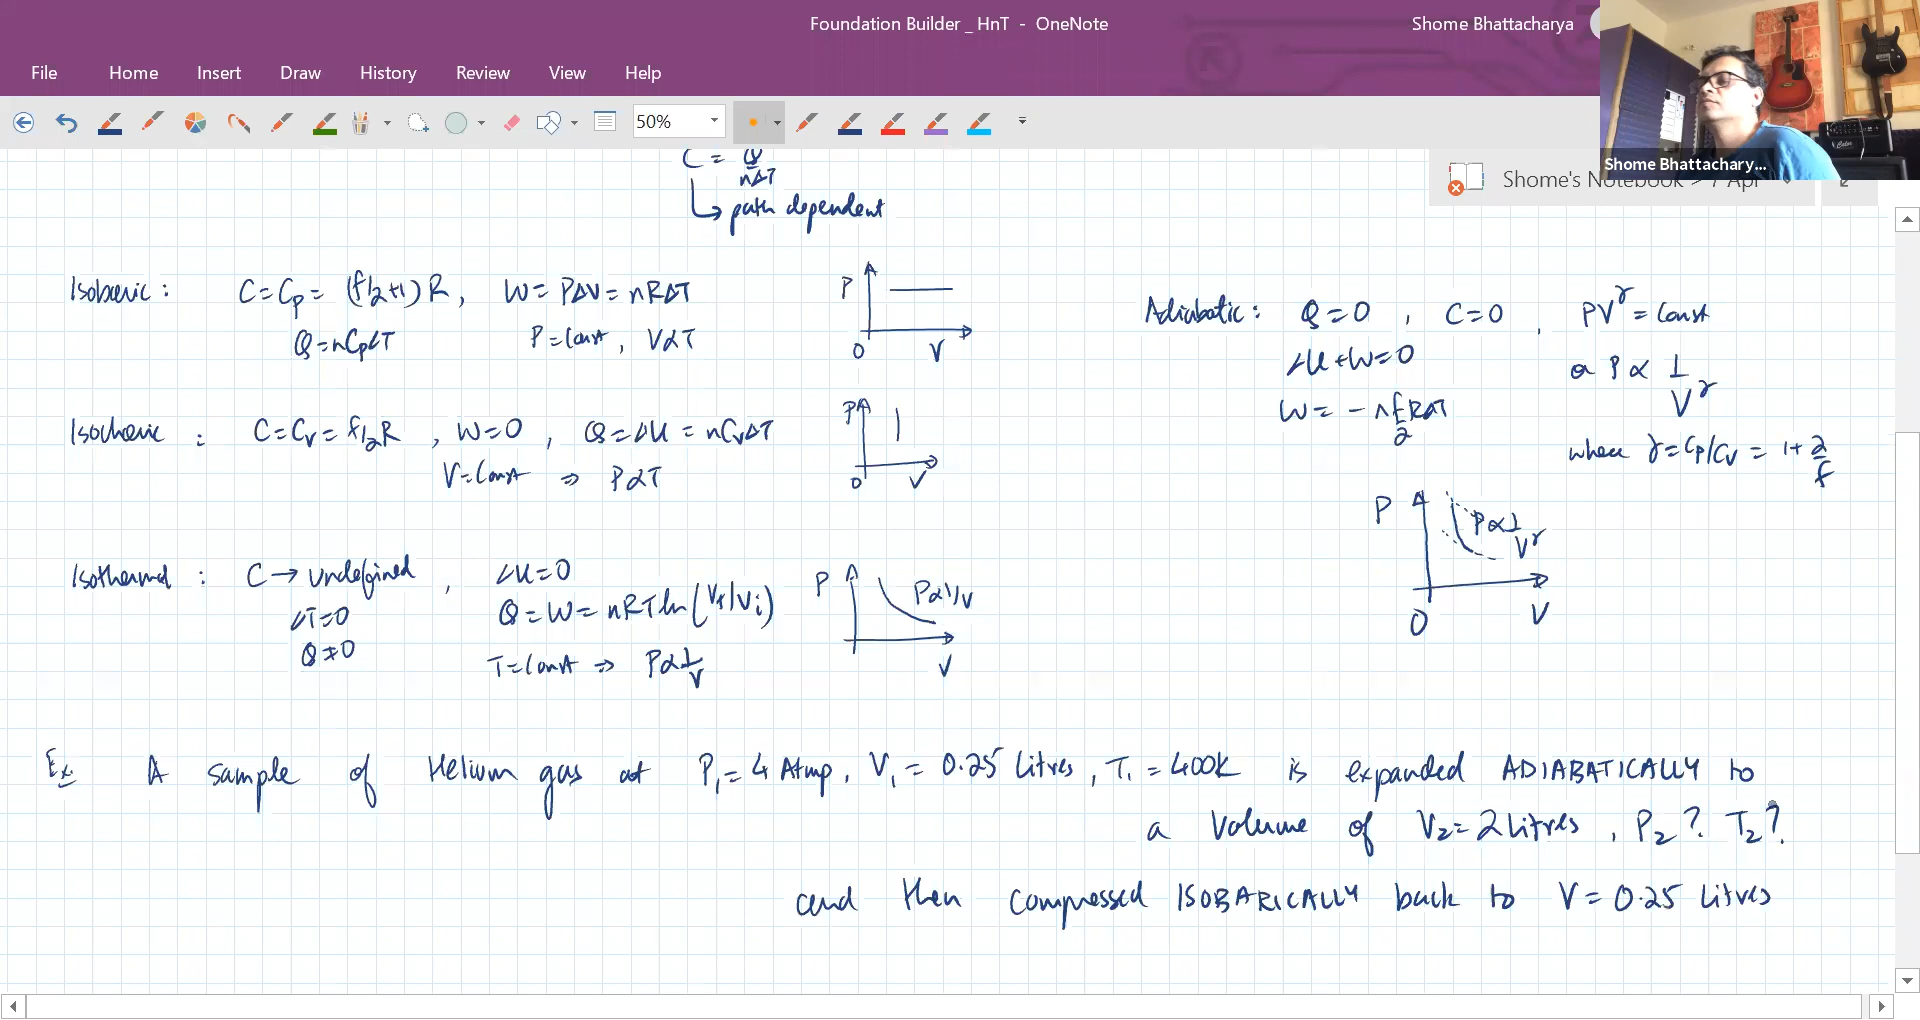 Foundation Builder _ HnT - OneNote
Shome Bhattacharya
File Home Insert Draw History Review View Help
50%
Shome Bhattachary...
Shome's Notebook > 7 Apr
C = Q/nΔT
↳ path dependent
Isobaric : C = Cp = (f/2+1) R , W = PΔV = nRΔT
Q = nCpΔT P = Const , V∝T
P
O V
Isochoric : C = Cv = f/2 R , W = 0 , Q = ΔU = nCvΔT
V = Const ⇒ P∝T
P
O V
Isothermal : C → undefined , ΔU = 0
ΔT = 0 Q = W = nRT ln (Vf/Vi)
Q ≠ 0
T = Const ⇒ P∝1/V
P P∝1/V
V
Adiabatic : Q = 0 , C = 0 , PV^γ = Const
ΔU + W = 0 or P ∝ 1/V^γ
W = - n f/2 RΔT
where γ = Cp/Cv = 1 + 2/f
P P∝1/V^γ
O V
Ex A sample of Helium gas at P₁ = 4 Atmp, V₁ = 0.25 Litres, T₁ = 400K is expanded ADIABATICALLY to
a Volume of V₂ = 2 Litres , P₂ ? T₂ ?
and then compressed ISOBARICALLY back to V = 0.25 Litres